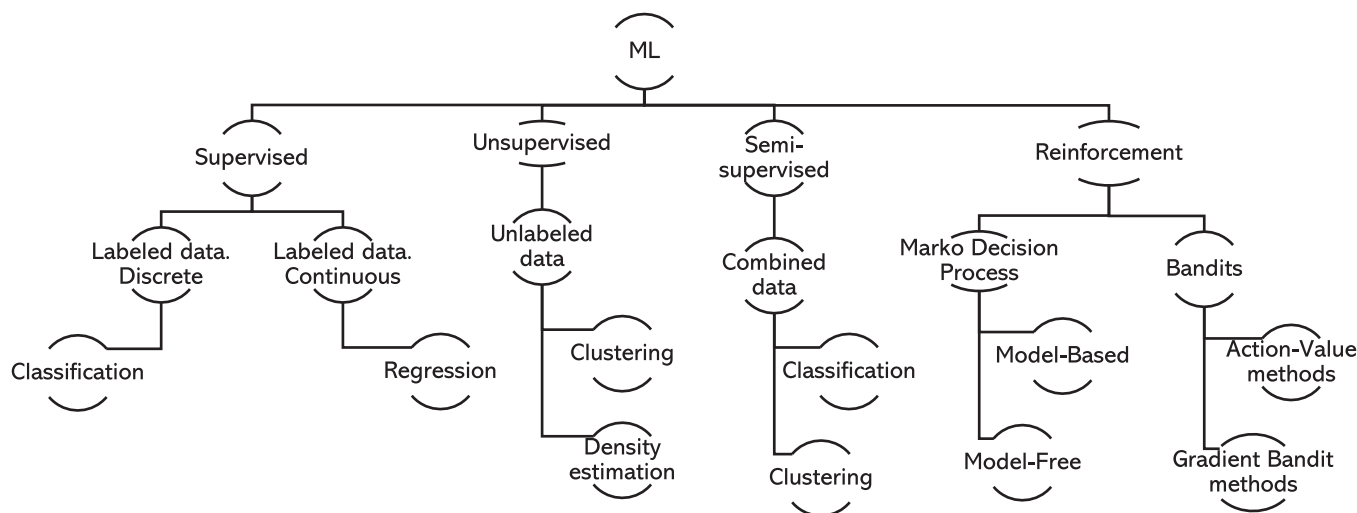 ML
Supervised
Unsupervised
Semi-
supervised
Reinforcement
Labeled data.
Discrete
Labeled data.
Continuous
Unlabeled
data
Combined
data
Marko Decision
Process
Bandits
Classification
Regression
Clustering
Density
estimation
Classification
Clustering
Model-Based
Model-Free
Action-Value
methods
Gradient Bandit
methods